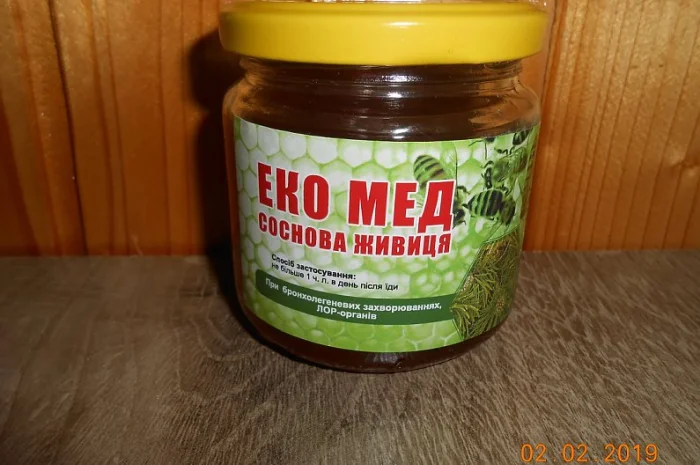 ЕКО МЕД
СОСНОВА ЖИВИЦЯ
Спосіб застосування:
не більше 1 ч. л. в день після їди
При бронхолегеневих захворюваннях,
ЛОР-органів
02 02 2019